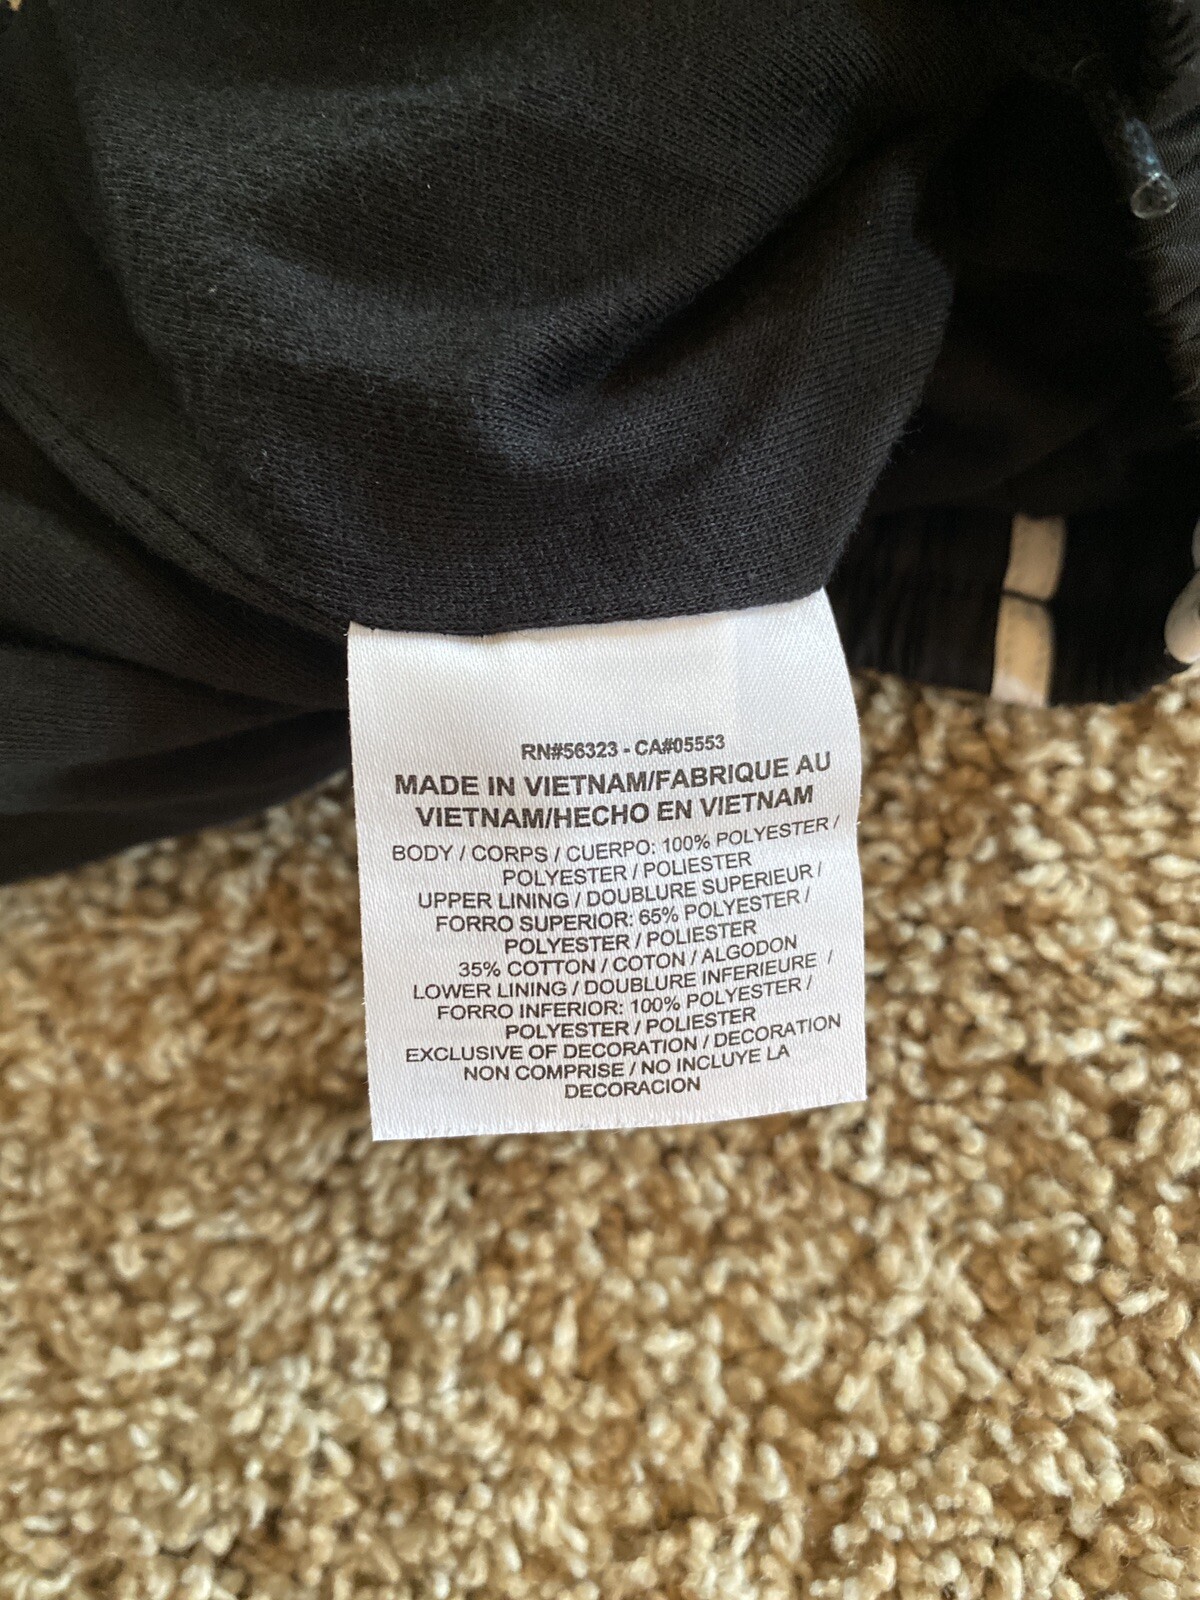 RN#56323 - CA#05553
MADE IN VIETNAM/FABRIQUE AU
VIETNAM/HECHO EN VIETNAM
BODY / CORPS / CUERPO: 100% POLYESTER /
POLYESTER / POLIESTER
UPPER LINING / DOUBLURE SUPERIEUR /
FORRO SUPERIOR: 65% POLYESTER /
POLYESTER / POLIESTER
35% COTTON / COTON / ALGODON
LOWER LINING / DOUBLURE INFERIEURE /
FORRO INFERIOR: 100% POLYESTER /
POLYESTER / POLIESTER
EXCLUSIVE OF DECORATION / DECORATION
NON COMPRISE / NO INCLUYE LA
DECORACION